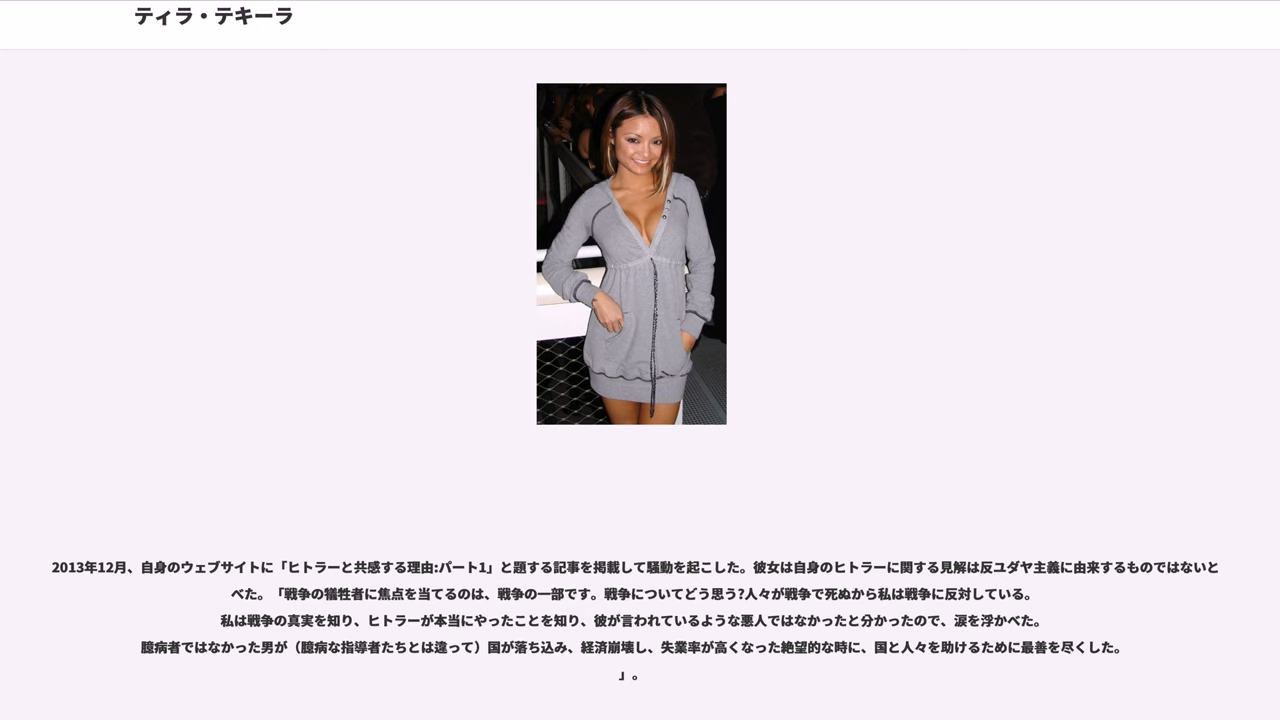 ティラ・テキーラ
2013年12月、自身のウェブサイトに「ヒトラーと共感する理由:パート1」と題する記事を掲載して騒動を起こした。彼女は自身のヒトラーに関する見解は反ユダヤ主義に由来するものではないと
べた。「戦争の犠牲者に焦点を当てるのは、戦争の一部です。戦争についてどう思う?人々が戦争で死ぬから私は戦争に反対している。
私は戦争の真実を知り、ヒトラーが本当にやったことを知り、彼が言われているような悪人ではなかったと分かったので、涙を浮かべた。
臆病者ではなかった男が（臆病な指導者たちとは違って）国が落ち込み、経済崩壊し、失業率が高くなった絶望的な時に、国と人々を助けるために最善を尽くした。
」。